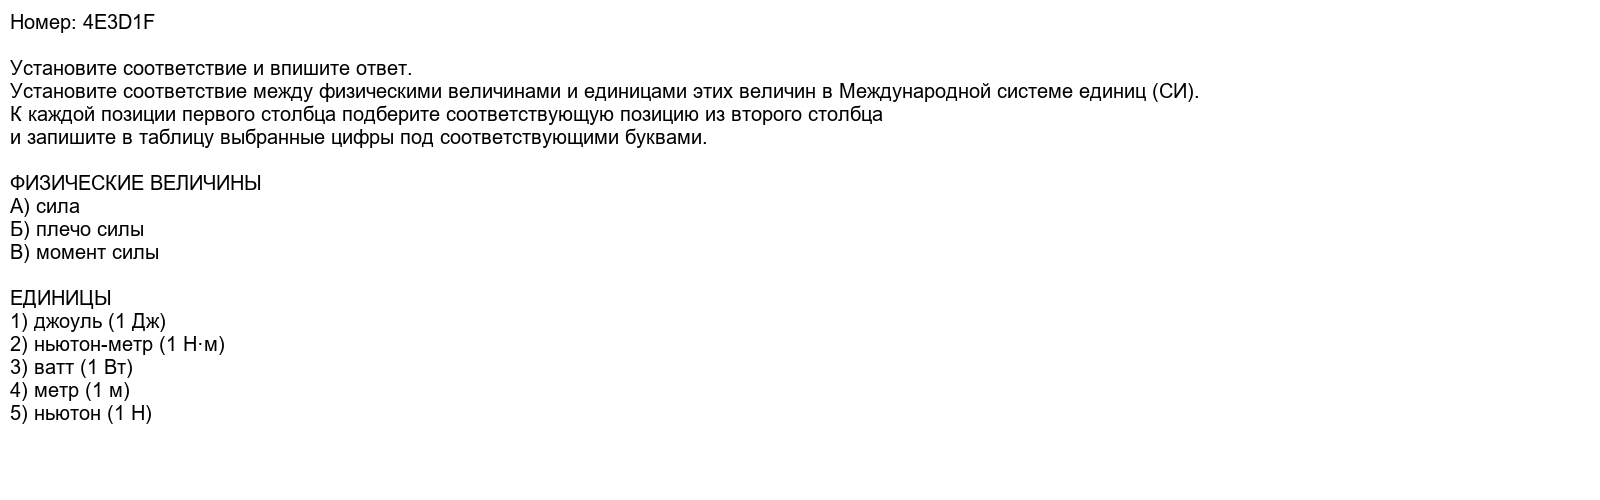 Номер: 4E3D1F
Установите соответствие и впишите ответ.
Установите соответствие между физическими величинами и единицами этих величин в Международной системе единиц (СИ).
К каждой позиции первого столбца подберите соответствующую позицию из второго столбца
и запишите в таблицу выбранные цифры под соответствующими буквами.
ФИЗИЧЕСКИЕ ВЕЛИЧИНЫ
А) сила
Б) плечо силы
В) момент силы
ЕДИНИЦЫ
1) джоуль (1 Дж)
2) ньютон-метр (1 Н·м)
3) ватт (1 Вт)
4) метр (1 м)
5) ньютон (1 Н)